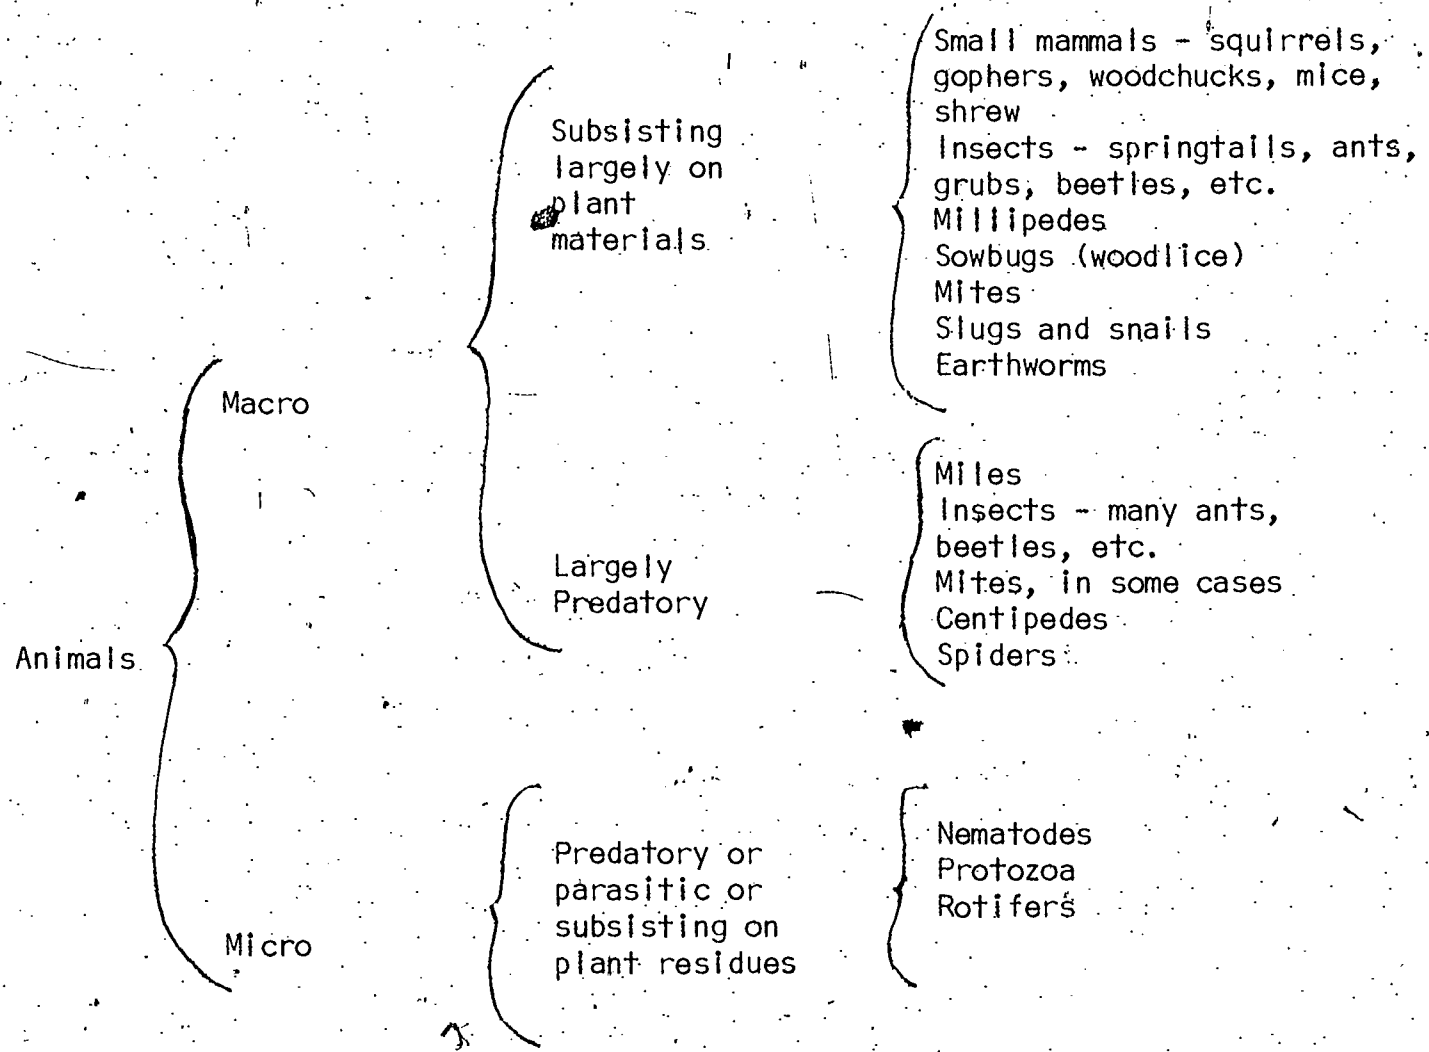 Animals
Macro
Subsisting
largely on
plant
materials
Small mammals - squirrels,
gophers, woodchucks, mice,
shrew
Insects - springtails, ants,
grubs, beetles, etc.
Millipedes
Sowbugs (woodlice)
Mites
Slugs and snails
Earthworms
Largely
Predatory
Miles
Insects - many ants,
beetles, etc.
Mites, in some cases
Centipedes
Spiders
Micro
Predatory or
parasitic or
subsisting on
plant residues
Nematodes
Protozoa
Rotifers